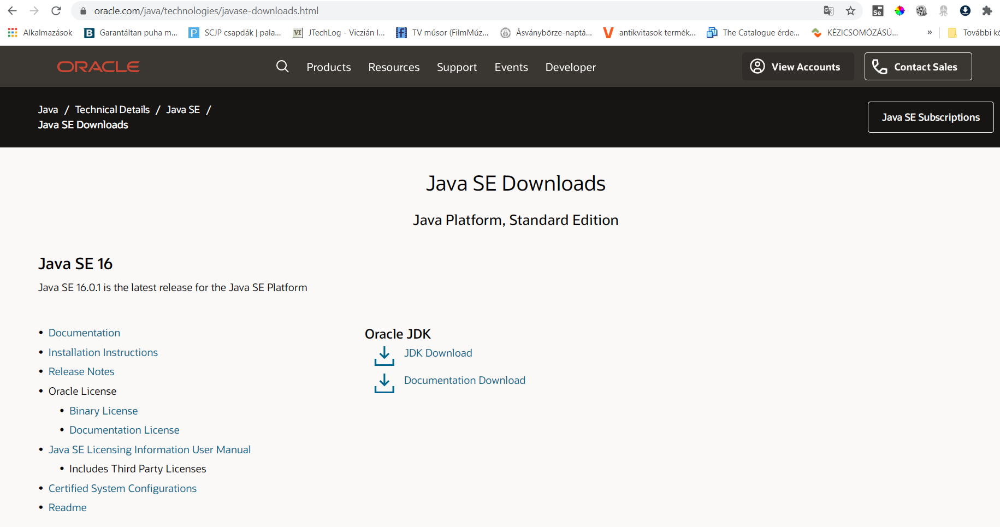 oracle.com/java/technologies/javase-downloads.html
Alkalmazások
B Garantáltan puha m...
P SCJP csapdák | pala...
VI JTechLog - Viczián I...
f TV műsor (FilmMúz...
Ásványbörze-naptá...
V antikvitasok termék...
The Catalogue érde...
KÉZICSOMÓZÁSÚ...
»
További kö
Se
ORACLE
Products Resources Support Events Developer
View Accounts
Contact Sales
Java / Technical Details / Java SE /
Java SE Downloads
Java SE Subscriptions
Java SE Downloads
Java Platform, Standard Edition
Java SE 16
Java SE 16.0.1 is the latest release for the Java SE Platform
• Documentation
• Installation Instructions
• Release Notes
• Oracle License
• Binary License
• Documentation License
• Java SE Licensing Information User Manual
• Includes Third Party Licenses
• Certified System Configurations
• Readme
Oracle JDK
JDK Download
Documentation Download